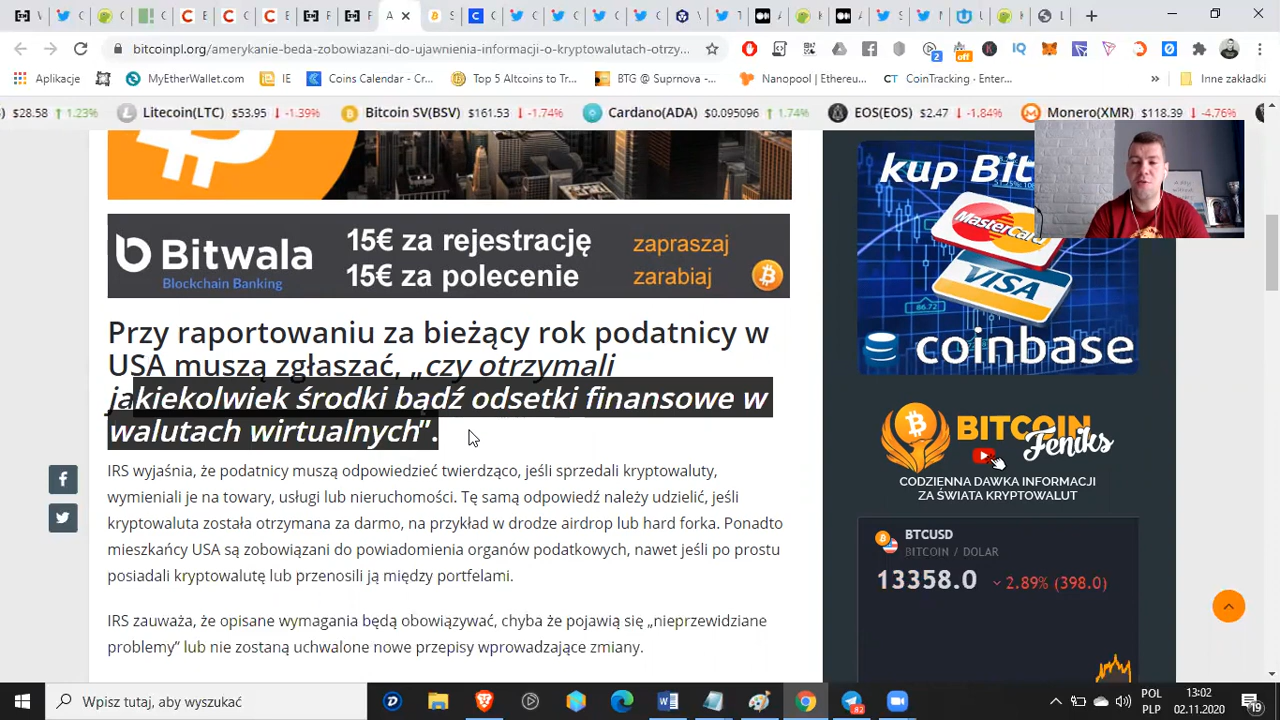 A
bitcoinpl.org/amerykanie-beda-zobowiazani-do-ujawnienia-informacji-o-kryptowalutach-otrzy...
2
off
IQ
Aplikacje
MyEtherWallet.com
IE
Coins Calendar - Cr...
Top 5 Altcoins to Tr...
BTG @ Suprnova -...
Nanopool | Ethereu...
CT CoinTracking - Enter...
»
Inne zakładki
$28.58 ↑ 1.23% Litecoin(LTC) $53.95 ↓ -1.39% Bitcoin SV(BSV) $161.53 ↓ -1.74% Cardano(ADA) $0.095096 ↑ 1.74% EOS(EOS) $2.47 ↓ -1.84% Monero(XMR) $118.39 ↓ -4.76%
Bitwala
Blockchain Banking
15€ za rejestrację zapraszaj
15€ za polecenie zarabiaj
Przy raportowaniu za bieżący rok podatnicy w
USA muszą zgłaszać, „czy otrzymali
jakiekolwiek środki bądź odsetki finansowe w
walutach wirtualnych”.
IRS wyjaśnia, że podatnicy muszą odpowiedzieć twierdząco, jeśli sprzedali kryptowaluty,
wymieniali je na towary, usługi lub nieruchomości. Tę samą odpowiedź należy udzielić, jeśli
kryptowaluta została otrzymana za darmo, na przykład w drodze airdrop lub hard forka. Ponadto
mieszkańcy USA są zobowiązani do powiadomienia organów podatkowych, nawet jeśli po prostu
posiadali kryptowalutę lub przenosili ją między portfelami.
IRS zauważa, że opisane wymagania będą obowiązywać, chyba że pojawią się „nieprzewidziane
problemy” lub nie zostaną uchwalone nowe przepisy wprowadzające zmiany.
kup Bit
MasterCard
VISA
86.72
coinbase
BITCOIN
Feniks
CODZIENNA DAWKA INFORMACJI
ZA ŚWIATA KRYPTOWALUT
BTCUSD
BITCOIN / DOLAR
13358.0 2.89% (398.0)
Wpisz tutaj, aby wyszukać
82
POL
PLP
13:02
02.11.2020
19